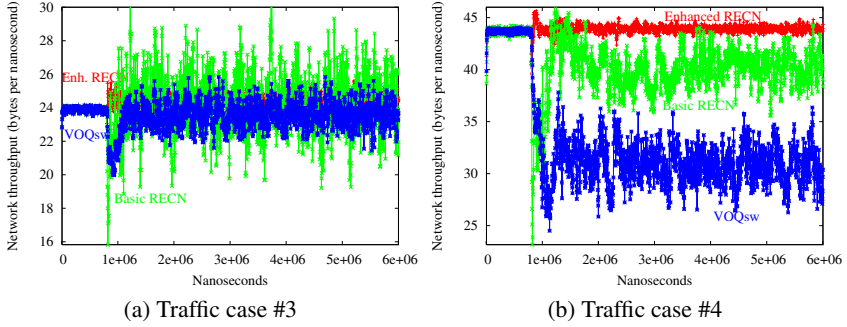 Network throughput (bytes per nanosecond)
30
28
26
24
22
20
18
16
Enh. REC
VOQsw
Basic RECN
0 1e+06 2e+06 3e+06 4e+06 5e+06 6e+06
Nanoseconds
(a) Traffic case #3
Network throughput (bytes per nanosecond)
45
40
35
30
25
Enhanced RECN
Basic RECN
VOQsw
0 1e+06 2e+06 3e+06 4e+06 5e+06 6e+06
Nanoseconds
(b) Traffic case #4